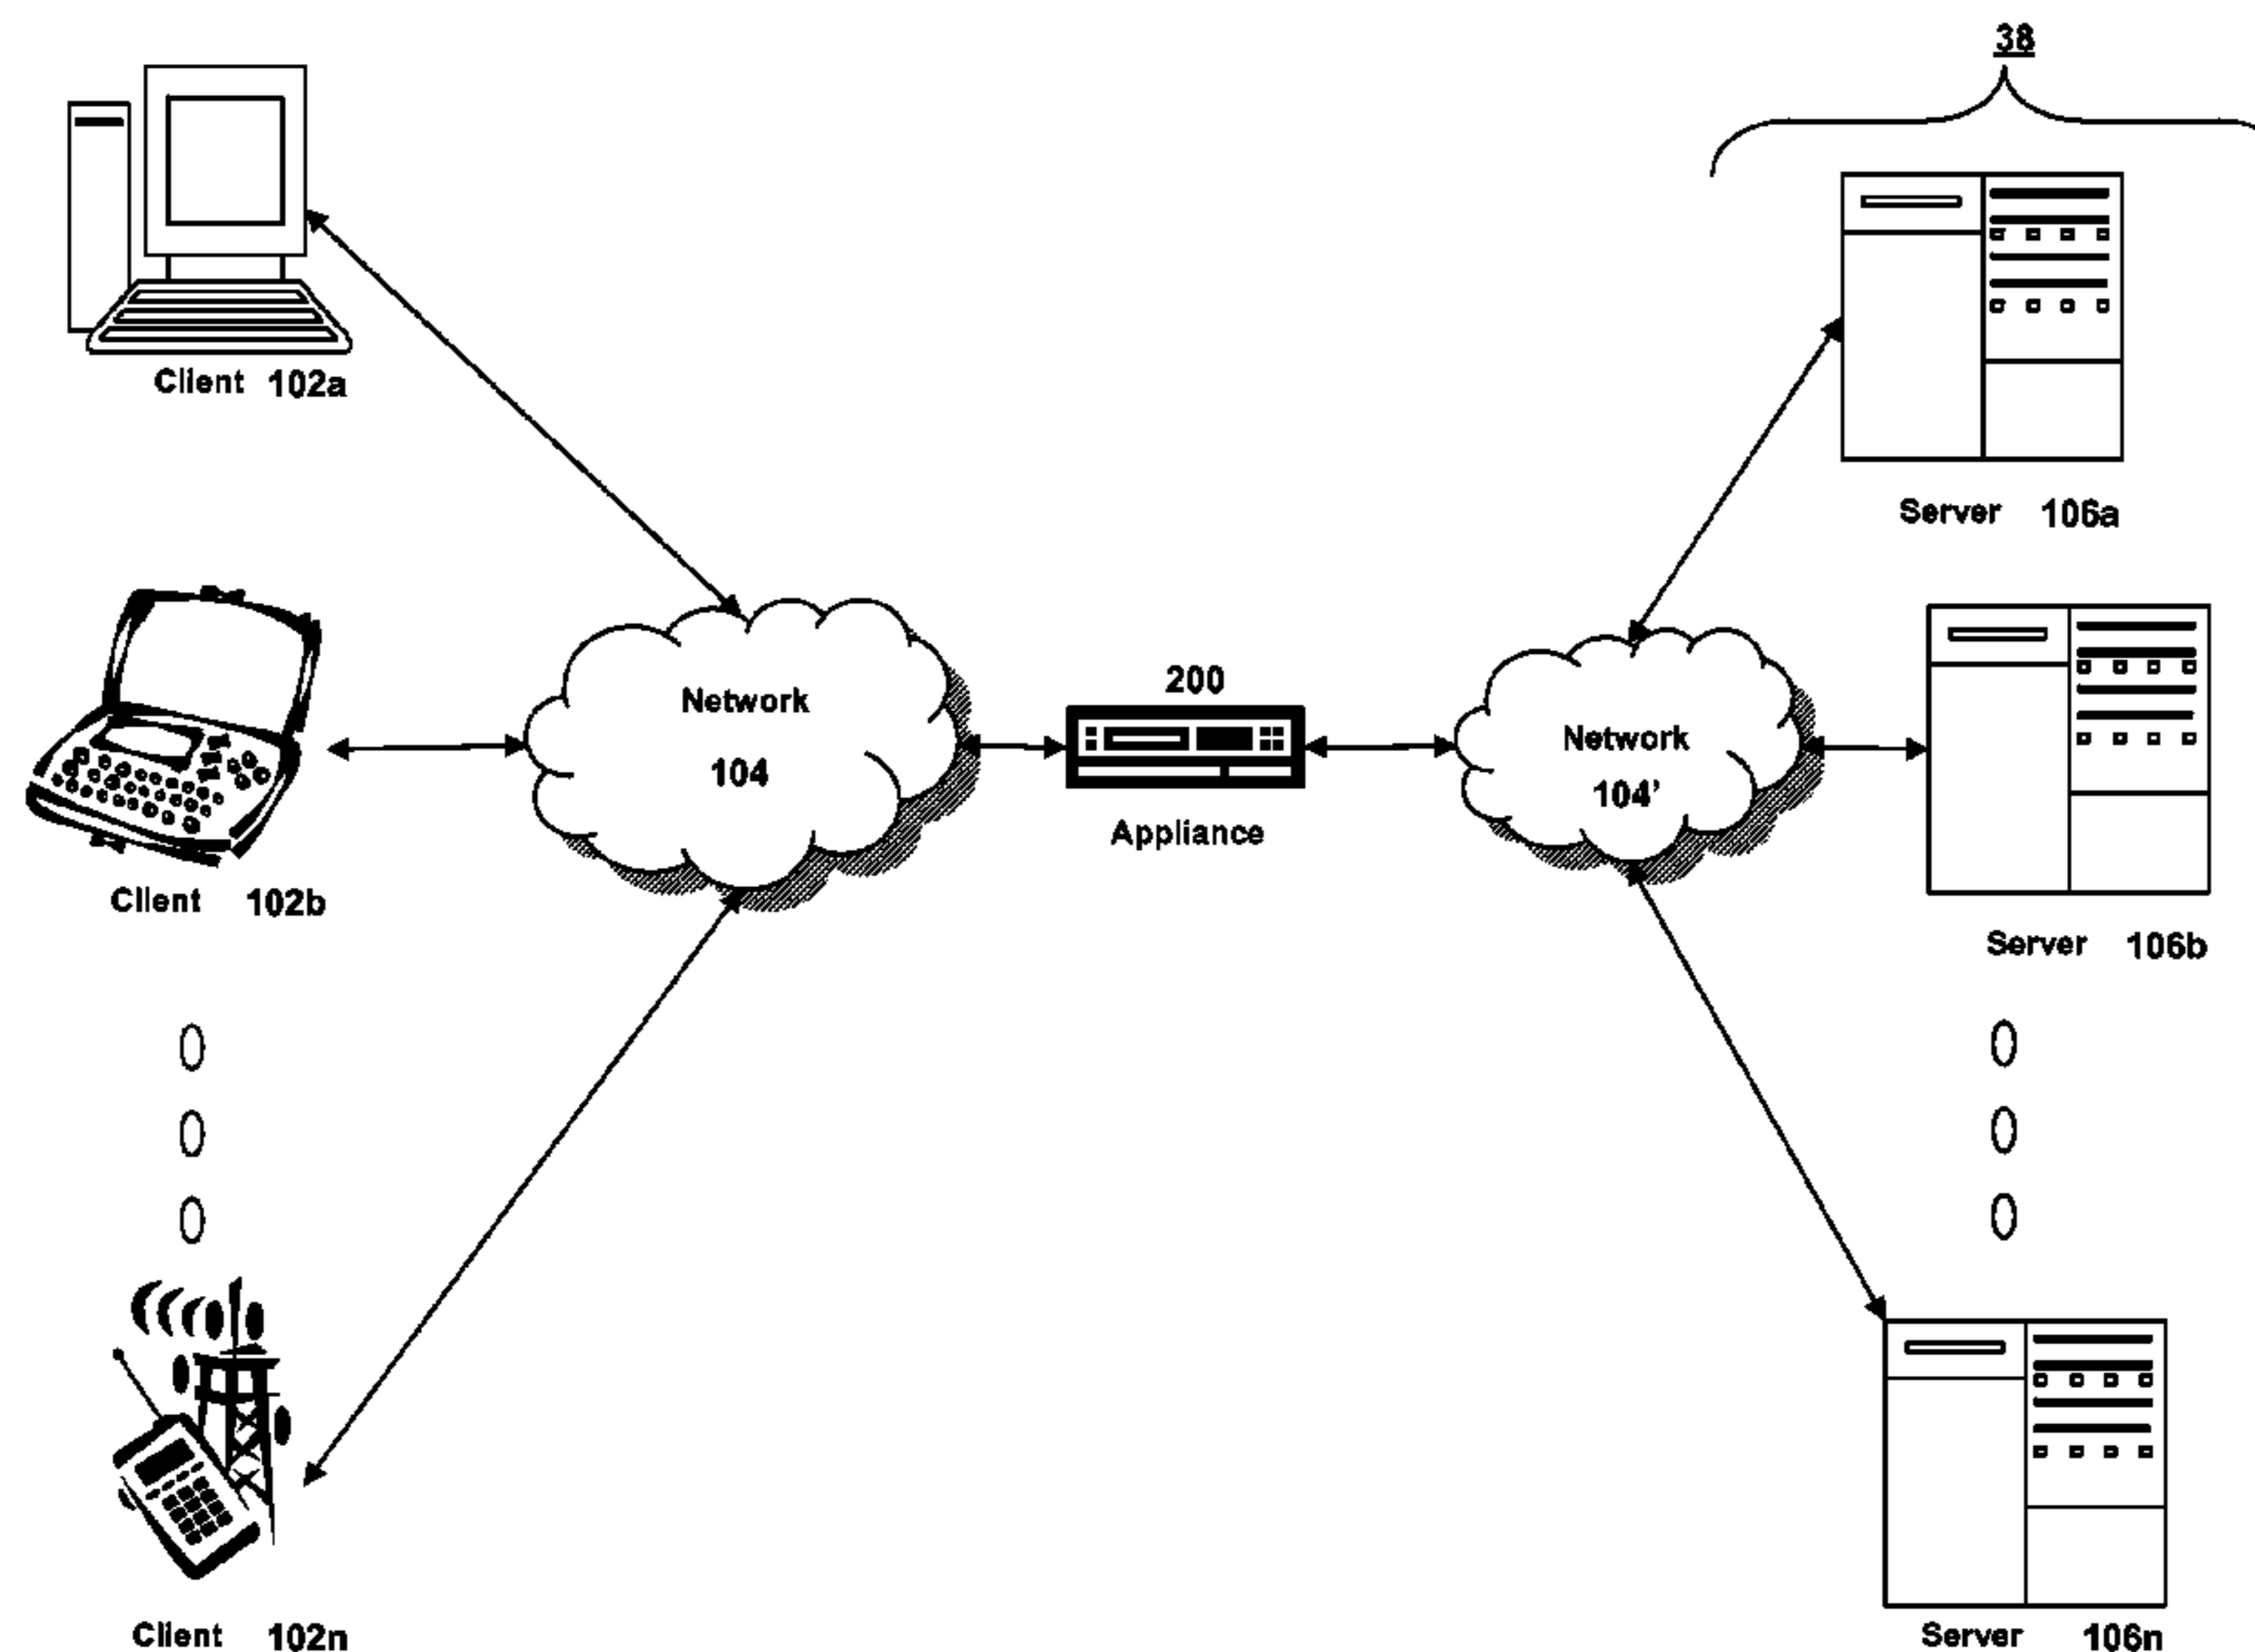 38
Client 102a
Server 106a
Network
104
200
Appliance
Network
104'
Client 102b
Server 106b
Client 102n
Server 106n